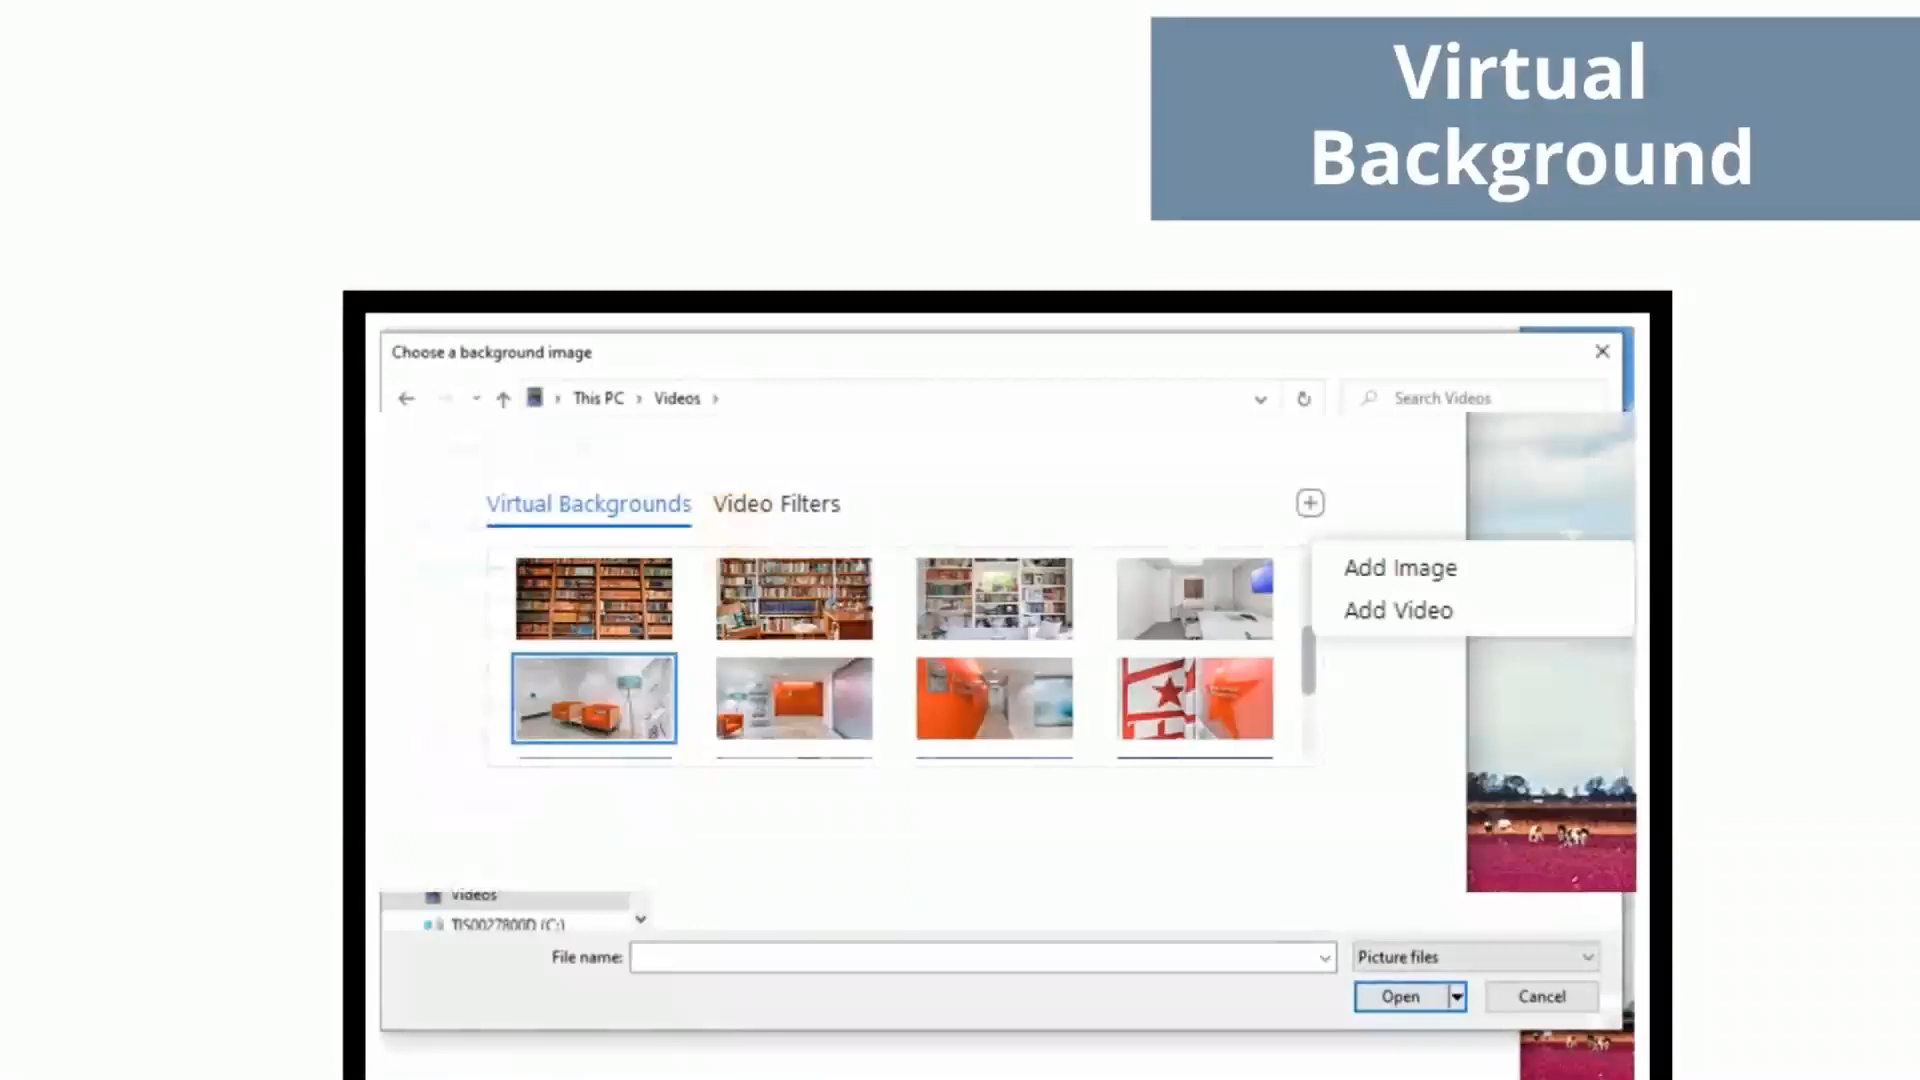 Virtual
Background
Choose a background image
This PC › Videos ›
Search Videos
Virtual Backgrounds
Video Filters
Add Image
Add Video
Videos
TIS0027800D (C:)
File name:
Picture files
Open
Cancel